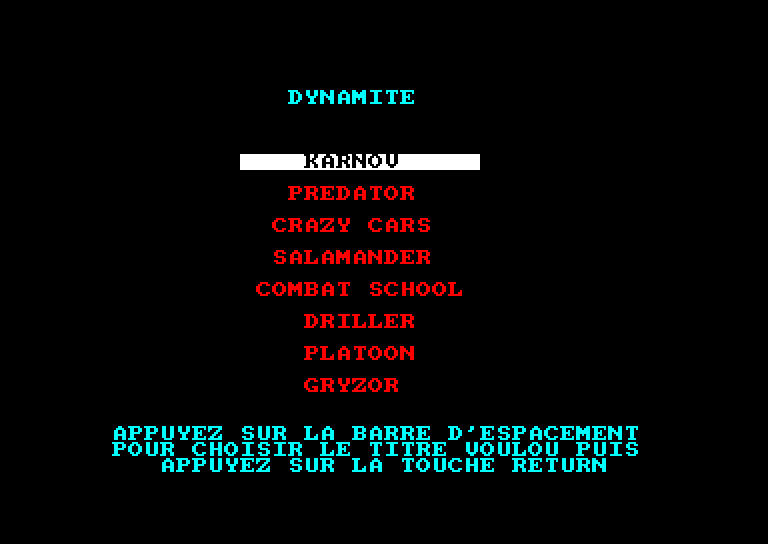 DYNAMITE
KARNOV
PREDATOR
CRAZY CARS
SALAMANDER
COMBAT SCHOOL
DRILLER
PLATOON
GRYZOR
APPUYEZ SUR LA BARRE D'ESPACEMENT
POUR CHOISIR LE TITRE VOULOU PUIS
APPUYEZ SUR LA TOUCHE RETURN